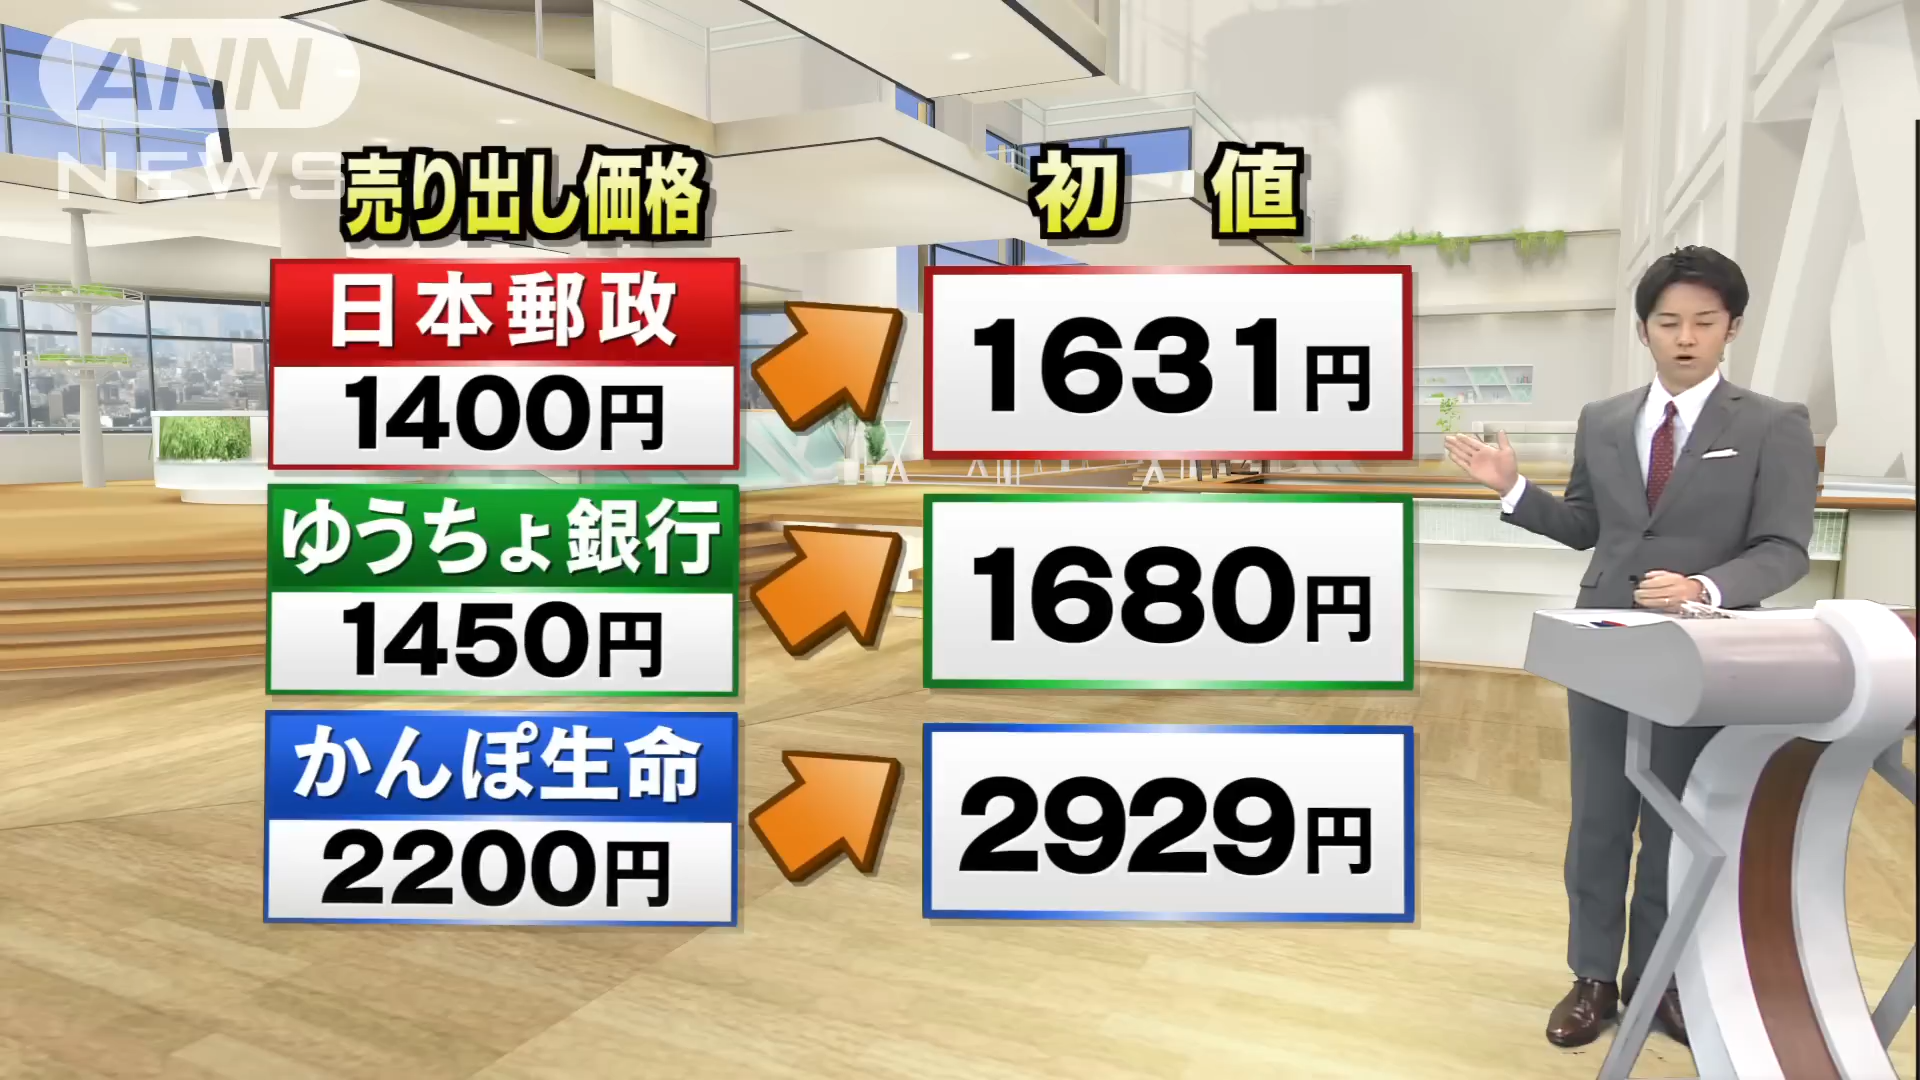 ANN
NEWS
売り出し価格
初値
日本郵政
1400円
1631円
ゆうちょ銀行
1450円
1680円
かんぽ生命
2200円
2929円